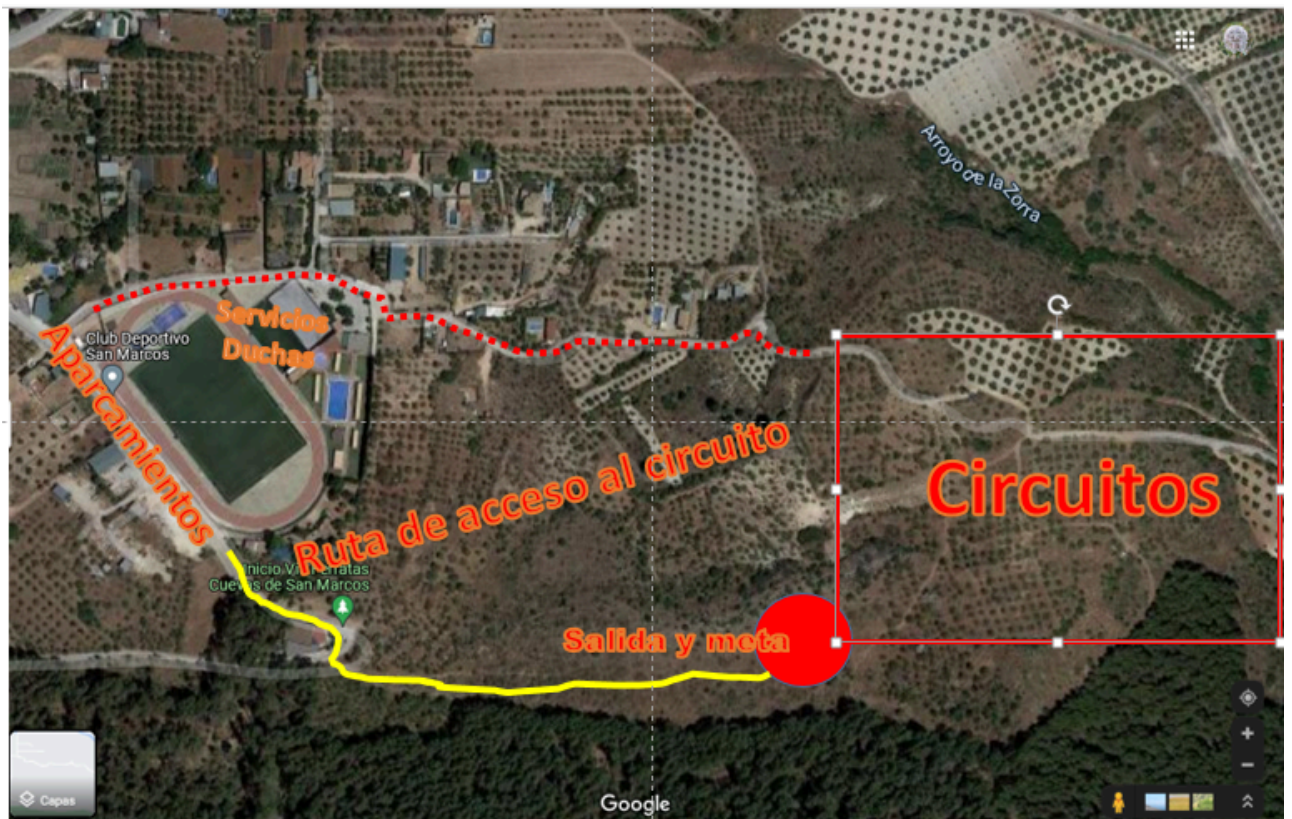 Arroyo de la Zorra
Servicios
Duchas
Club Deportivo
San Marcos
Aparcamientos
Ruta de acceso al circuito
Circuitos
Cuevas de San Marcos
Salida y meta
Capas
Google